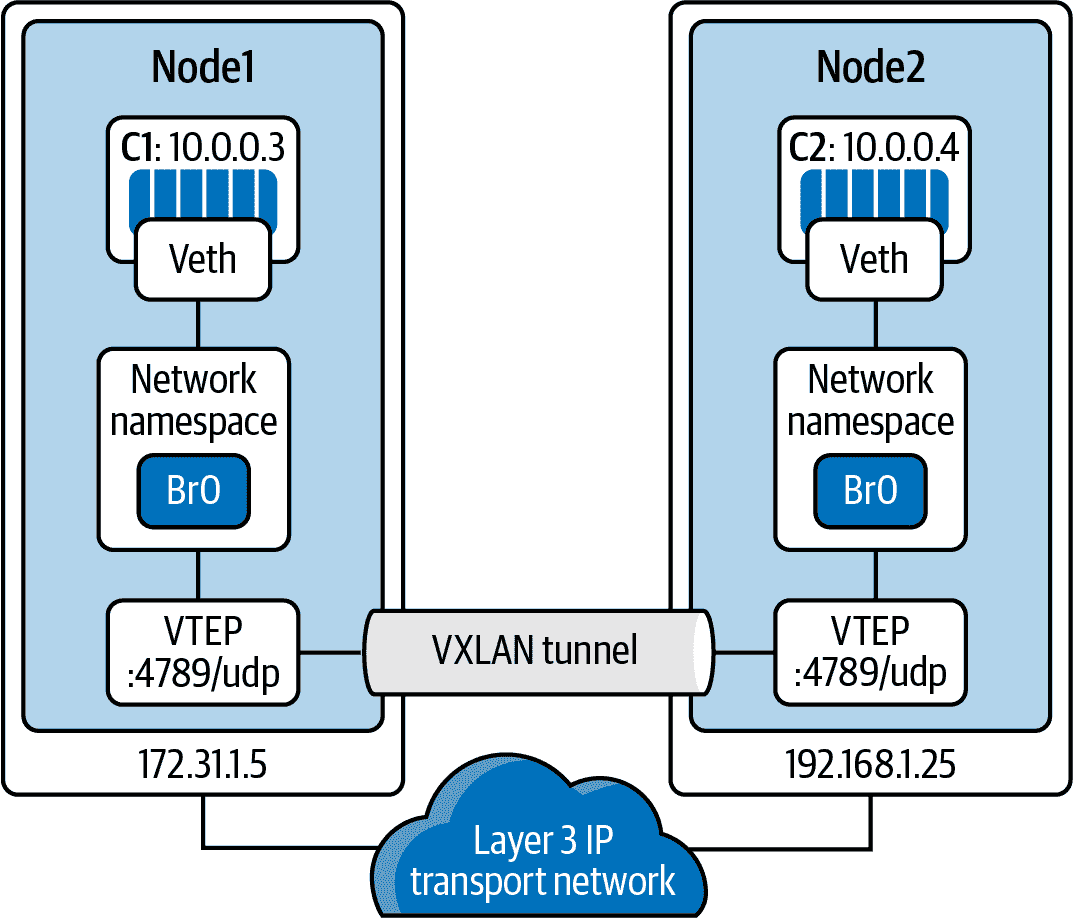 Node1
C1: 10.0.0.3
Veth
Network
namespace
Br0
VTEP
:4789/udp
172.31.1.5
VXLAN tunnel
Node2
C2: 10.0.0.4
Veth
Network
namespace
Br0
VTEP
:4789/udp
192.168.1.25
Layer 3 IP
transport network